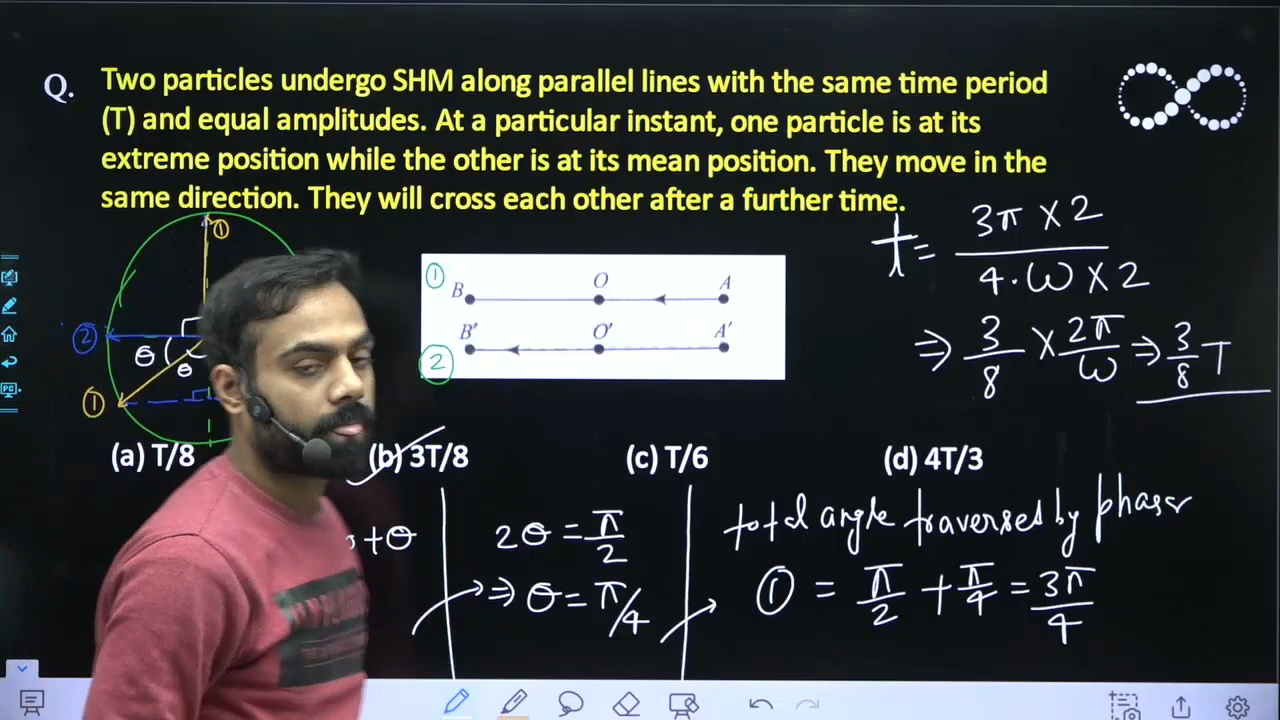 Q. Two particles undergo SHM along parallel lines with the same time period
(T) and equal amplitudes. At a particular instant, one particle is at its
extreme position while the other is at its mean position. They move in the
same direction. They will cross each other after a further time.
①
t = 3π × 2 / 4 · ω × 2
① B O A
② B' O' A'
②
θ
θ
①
⇒ 3/8 × 2π/ω ⇒ 3/8 T
(a) T/8 (b) 3T/8 (c) T/6 (d) 4T/3
+θ
2θ = π/2
⇒ θ = π/4
total angle traversed by phasor
① = π/2 + π/4 = 3π/4
PC